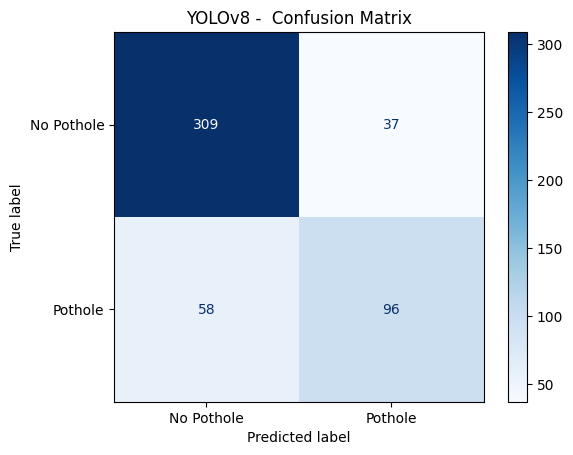 YOLOv8 -  Confusion Matrix
True label
No Pothole
Pothole
309
37
58
96
No Pothole
Pothole
Predicted label
300
250
200
150
100
50